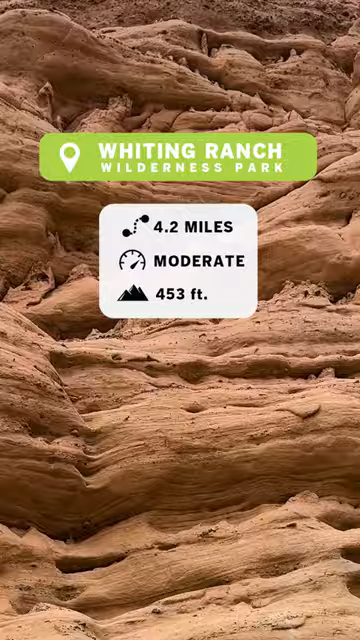 WHITING RANCH
WILDERNESS PARK
4.2 MILES
MODERATE
453 ft.